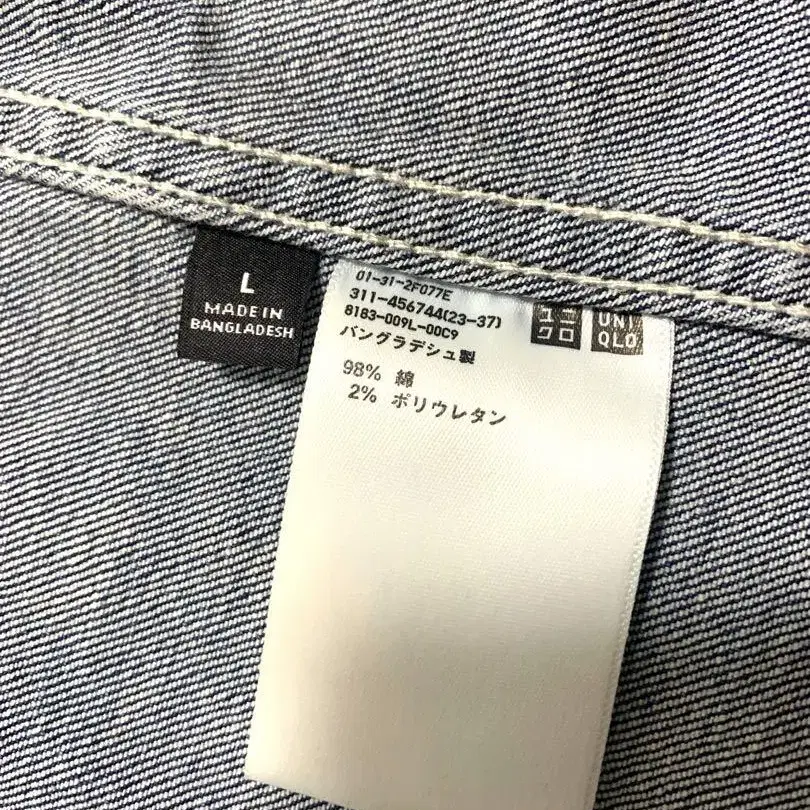 L
MADE IN
BANGLADESH
01-31-2F077E
311-456744(23-37)
8183-009L-00C9
バングラデシュ製
98% 綿
2% ポリウレタン
ユニ
クロ
UNI
QLO